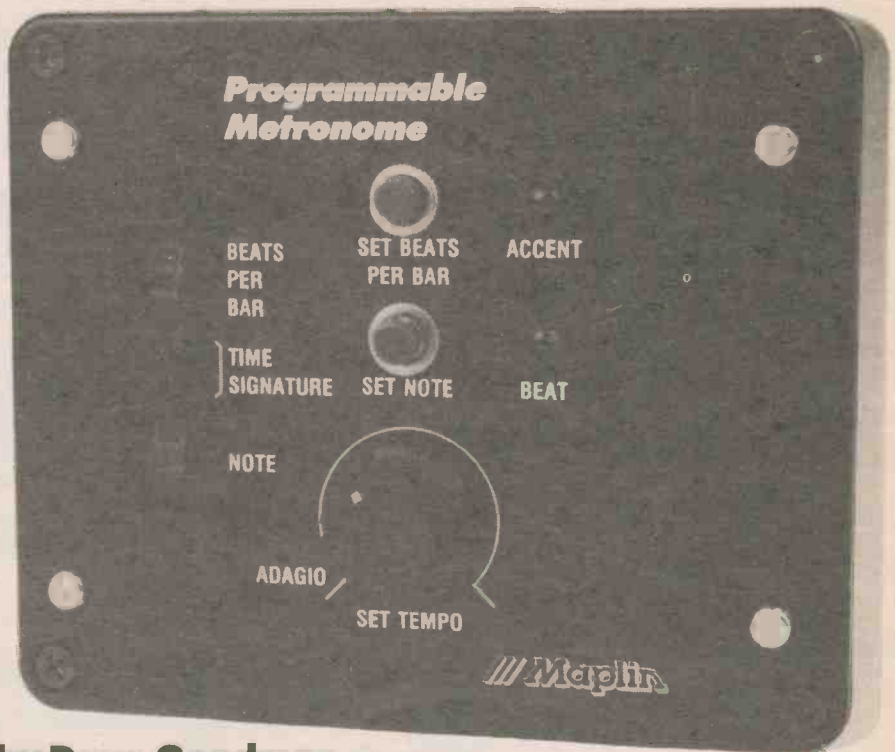 Programmable
Metronome
BEATS
PER
BAR
SET BEATS
PER BAR
ACCENT
TIME
SIGNATURE
SET NOTE
BEAT
NOTE
ADAGIO
SET TEMPO
Maplin